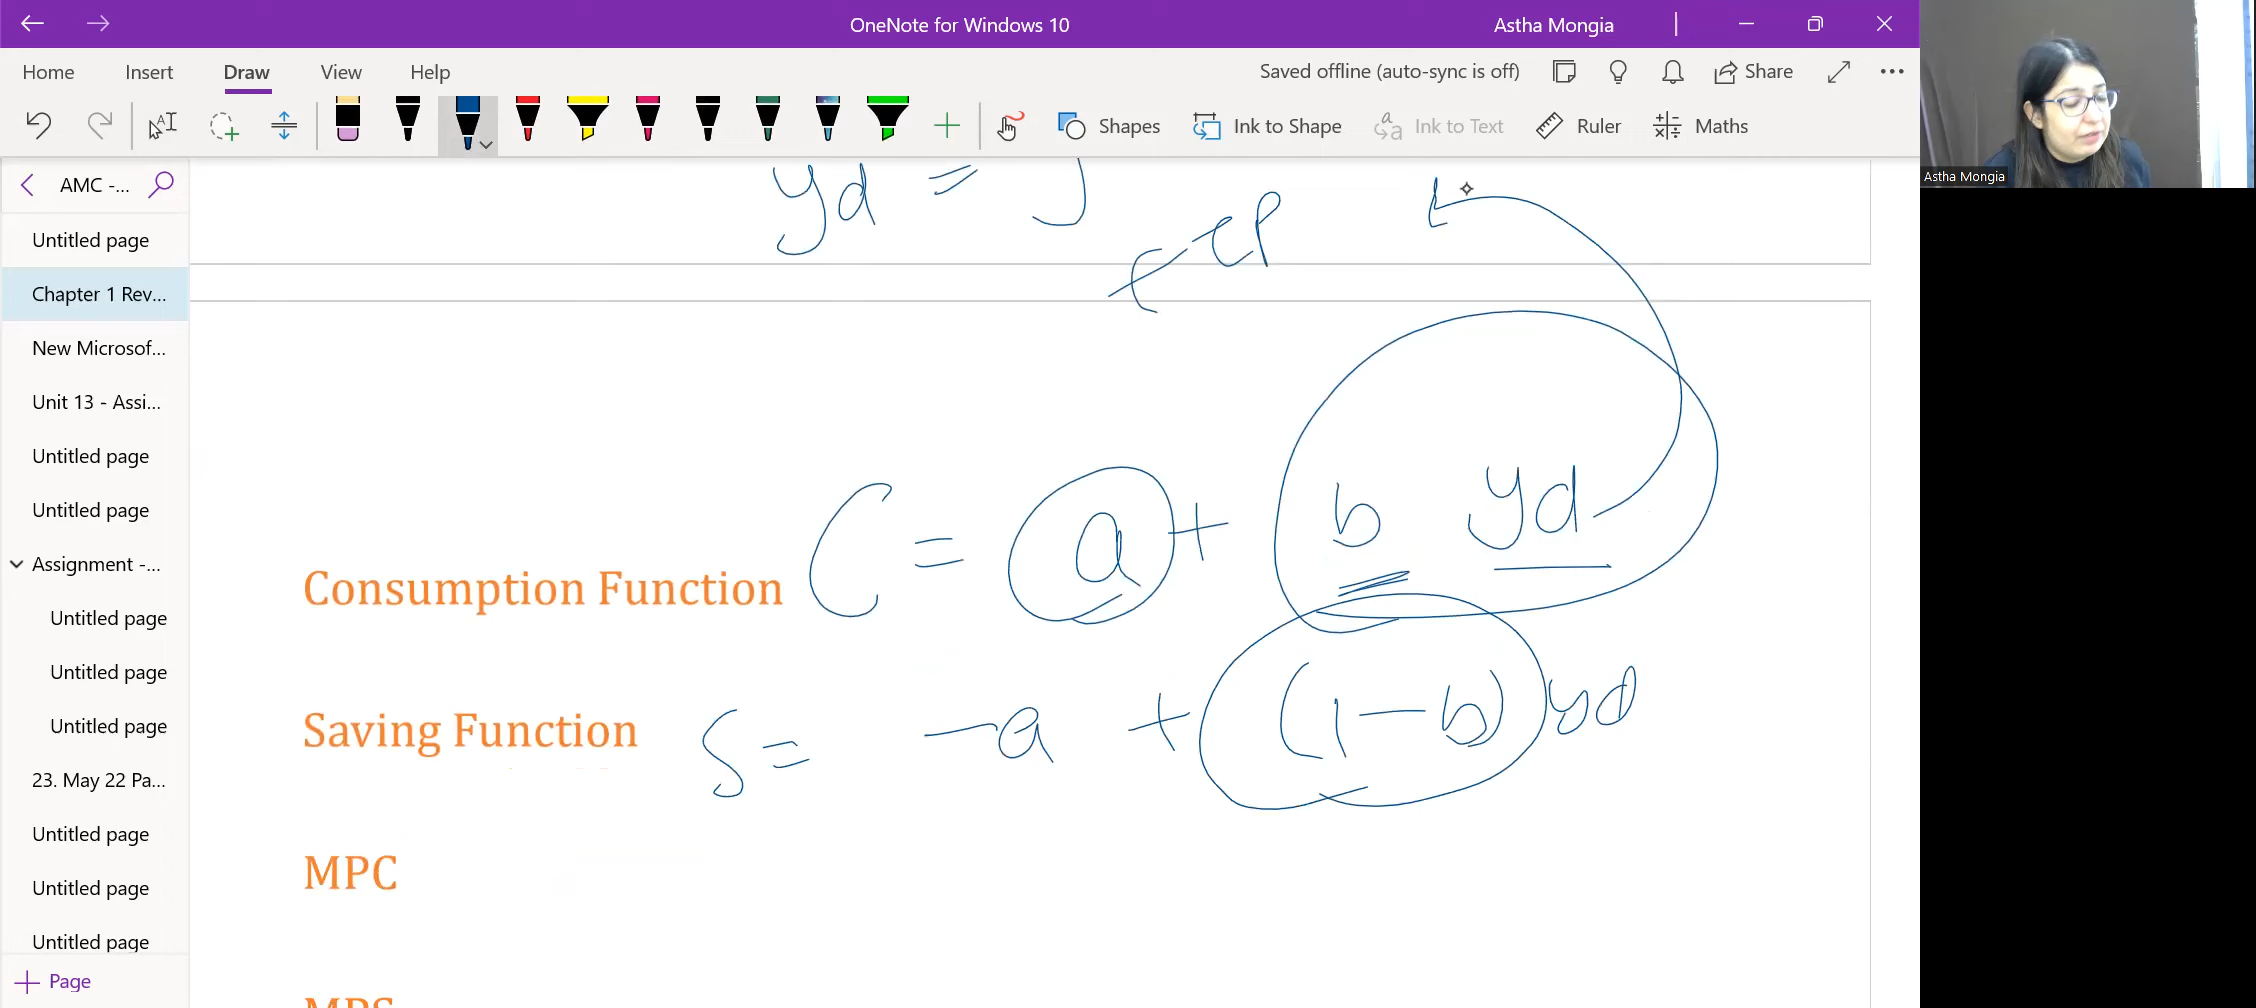 OneNote for Windows 10 Astha Mongia
Home Insert Draw View Help Saved offline (auto-sync is off) Share
Shapes Ink to Shape Ink to Text Ruler Maths
Astha Mongia
AMC -...
Untitled page
Chapter 1 Rev...
New Microsof...
Unit 13 - Assi...
Untitled page
Untitled page
Assignment -...
Untitled page
Untitled page
Untitled page
23. May 22 Pa...
Untitled page
Untitled page
Untitled page
Page
yd =
Consumption Function C = a + b yd
Saving Function S = -a + (1-b) yd
MPC
MPS